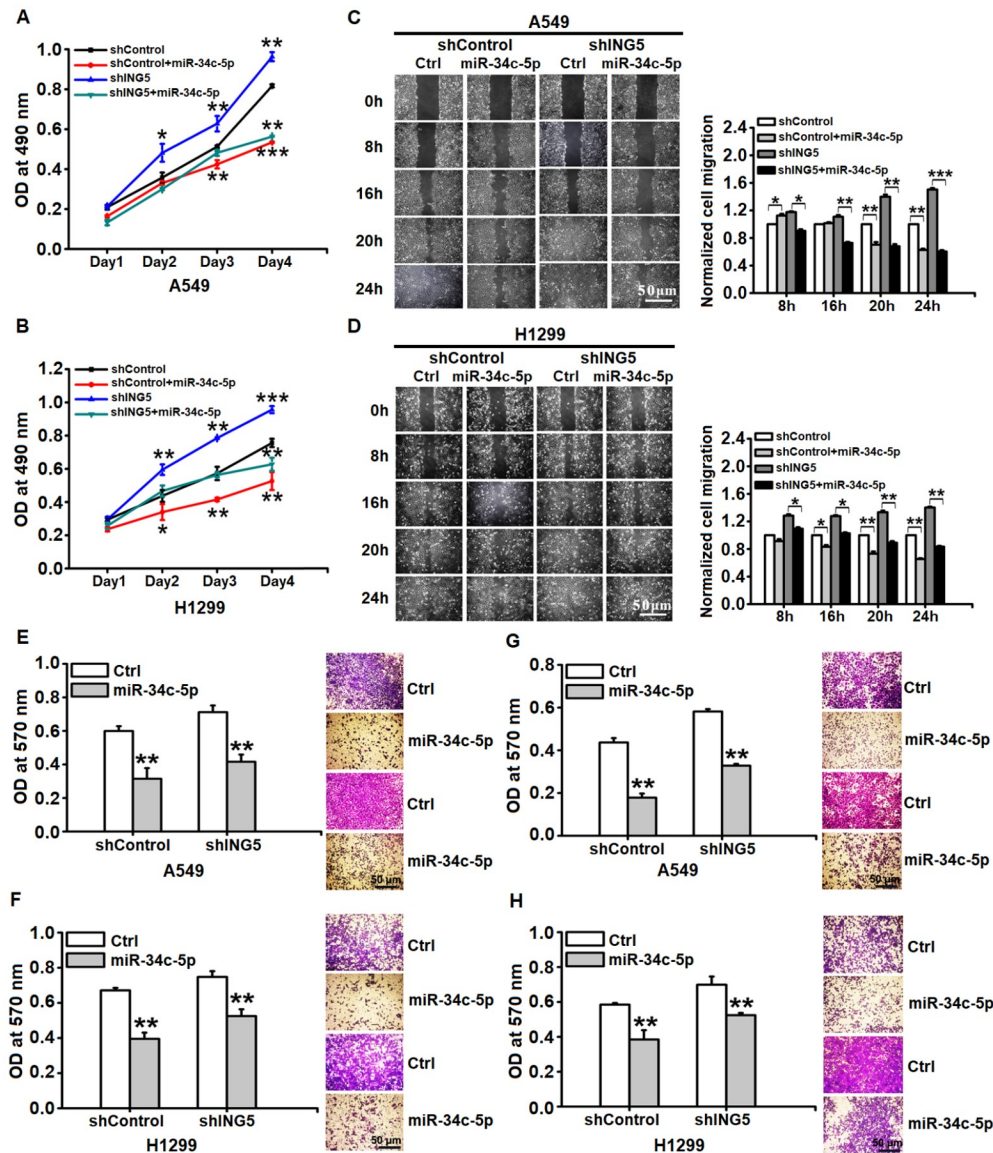 A
OD at 490 nm
1.0
0.8
0.6
0.4
0.2
0.0
shControl
shControl+miR-34c-5p
shING5
shING5+miR-34c-5p
*
**
**
**
**
***
Day1 Day2 Day3 Day4
A549
C
A549
shControl shING5
Ctrl miR-34c-5p Ctrl miR-34c-5p
0h
8h
16h
20h
24h
50μm
Normalized cell migration
2.4
2.0
1.6
1.2
0.8
0.4
0.0
shControl
shControl+miR-34c-5p
shING5
shING5+miR-34c-5p
* * ** ** ** ** ***
8h 16h 20h 24h
B
OD at 490 nm
1.2
1.0
0.8
0.6
0.4
0.2
0.0
shControl
shControl+miR-34c-5p
shING5
shING5+miR-34c-5p
***
**
**
**
*
**
**
Day1 Day2 Day3 Day4
H1299
D
H1299
shControl shING5
Ctrl miR-34c-5p Ctrl miR-34c-5p
0h
8h
16h
20h
24h
50μm
Normalized cell migration
2.4
2.0
1.6
1.2
0.8
0.4
0.0
shControl
shControl+miR-34c-5p
shING5
shING5+miR-34c-5p
* * * ** ** ** **
8h 16h 20h 24h
E
OD at 570 nm
1.0
0.8
0.6
0.4
0.2
0.0
Ctrl
miR-34c-5p
** **
shControl shING5
A549
Ctrl
miR-34c-5p
Ctrl
miR-34c-5p
50 μm
G
OD at 570 nm
0.8
0.6
0.4
0.2
0.0
Ctrl
miR-34c-5p
** **
shControl shING5
A549
Ctrl
miR-34c-5p
Ctrl
miR-34c-5p
50 μm
F
OD at 570 nm
1.0
0.8
0.6
0.4
0.2
0.0
Ctrl
miR-34c-5p
** **
shControl shING5
H1299
Ctrl
miR-34c-5p
Ctrl
miR-34c-5p
50 μm
H
OD at 570 nm
1.0
0.8
0.6
0.4
0.2
0.0
Ctrl
miR-34c-5p
** **
shControl shING5
H1299
Ctrl
miR-34c-5p
Ctrl
miR-34c-5p
50 μm